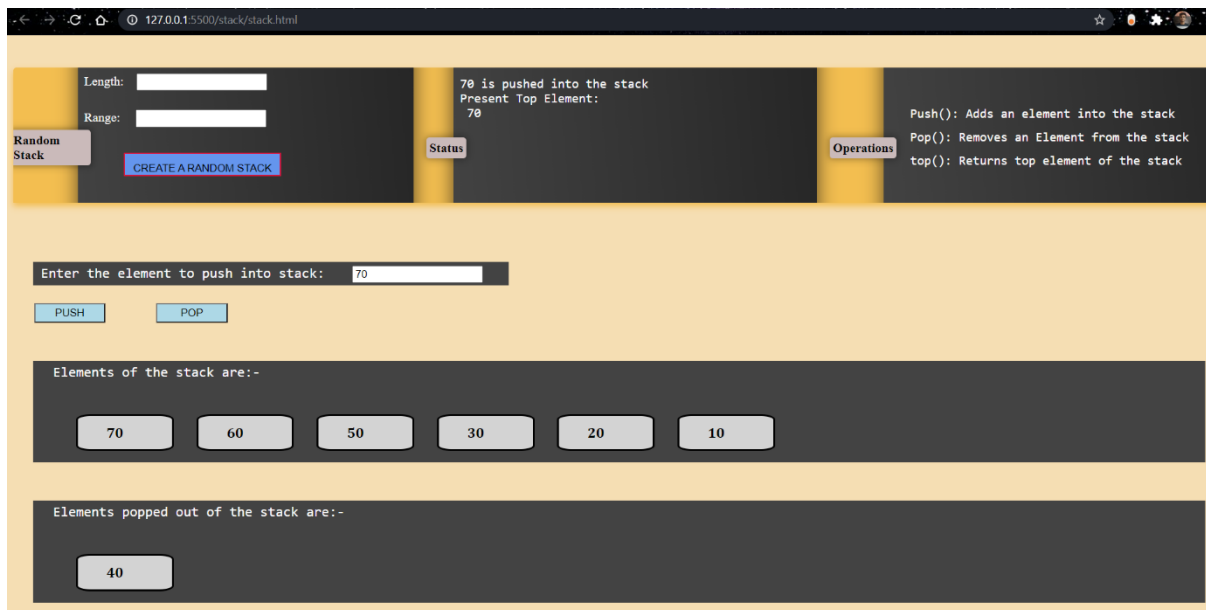 127.0.0.1:5500/stack/stack.html
Length:
Range:
Random
Stack
CREATE A RANDOM STACK
70 is pushed into the stack
Present Top Element:
70
Status
Operations
Push(): Adds an element into the stack
Pop(): Removes an Element from the stack
top(): Returns top element of the stack
Enter the element to push into stack: 70
PUSH POP
Elements of the stack are:-
70 60 50 30 20 10
Elements popped out of the stack are:-
40